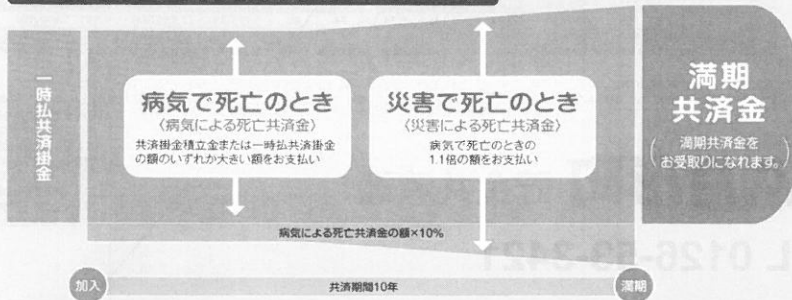 一時払共済掛金
病気で死亡のとき
〈病気による死亡共済金〉
共済掛金積立金または一時払共済掛金
の額のいずれか大きい額をお支払い
災害で死亡のとき
〈災害による死亡共済金〉
病気で死亡のときの
1.1倍の額をお支払い
満期
共済金
(満期共済金を
お受取りになれます。)
病気による死亡共済金の額×10%
加入
共済期間10年
満期
L 0126-63-3421